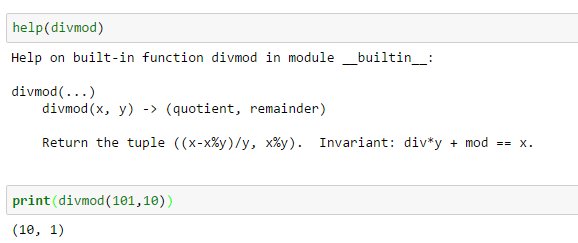 help(divmod)
Help on built-in function divmod in module __builtin__:
divmod(...)
    divmod(x, y) -> (quotient, remainder)
    Return the tuple ((x-x%y)/y, x%y).  Invariant: div*y + mod == x.
print(divmod(101,10))
(10, 1)